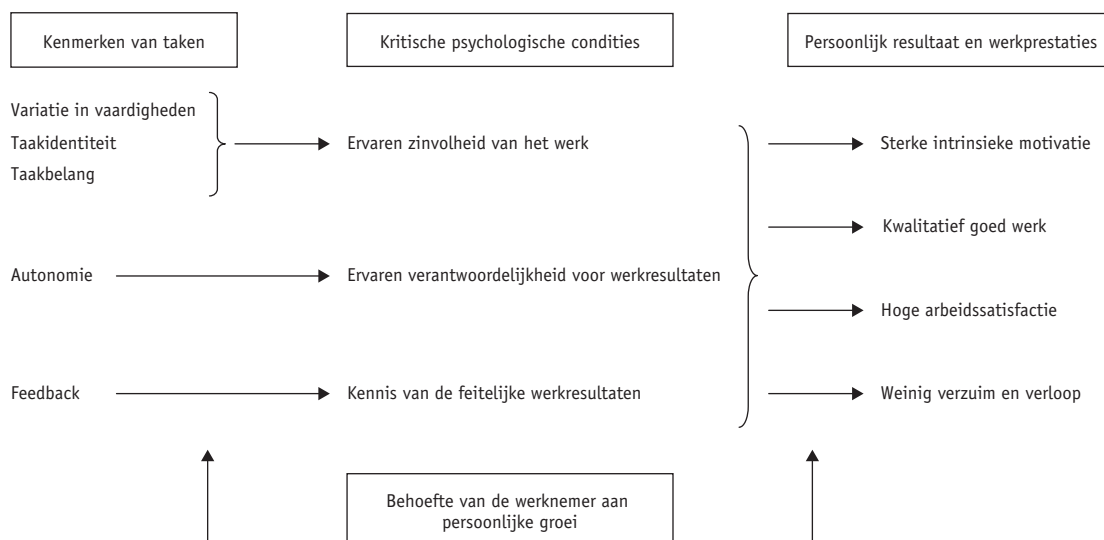 Kenmerken van taken
Kritische psychologische condities
Persoonlijk resultaat en werkprestaties
Variatie in vaardigheden
Taakidentiteit
Taakbelang
Ervaren zinvolheid van het werk
Sterke intrinsieke motivatie
Kwalitatief goed werk
Autonomie
Ervaren verantwoordelijkheid voor werkresultaten
Hoge arbeidssatisfactie
Feedback
Kennis van de feitelijke werkresultaten
Weinig verzuim en verloop
Behoefte van de werknemer aan
persoonlijke groei